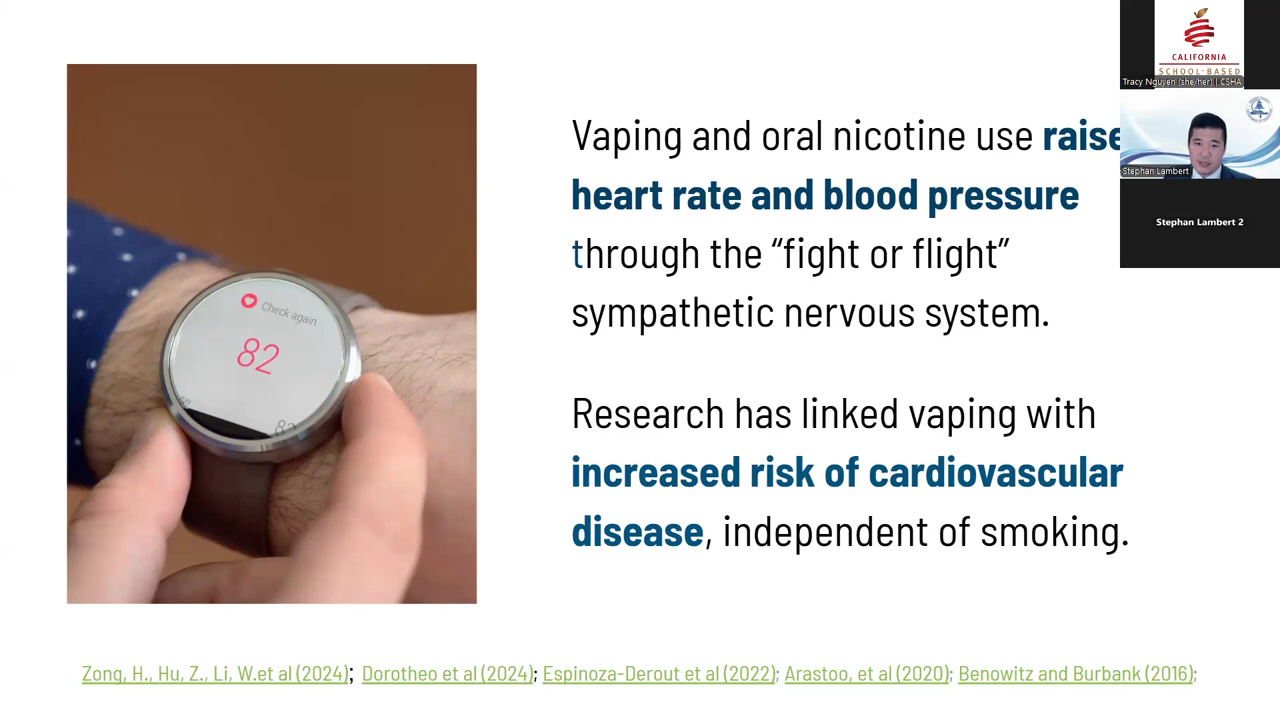 Vaping and oral nicotine use raise
heart rate and blood pressure
through the “fight or flight”
sympathetic nervous system.
Research has linked vaping with
increased risk of cardiovascular
disease, independent of smoking.
Zong, H., Hu, Z., Li, W.et al (2024); Dorotheo et al (2024); Espinoza-Derout et al (2022); Arastoo, et al (2020); Benowitz and Burbank (2016);
Check again
82
82
CALIFORNIA
SCHOOL-BASED
Tracy Nguyen (she/her) | CSHA
Stephan Lambert
Stephan Lambert 2